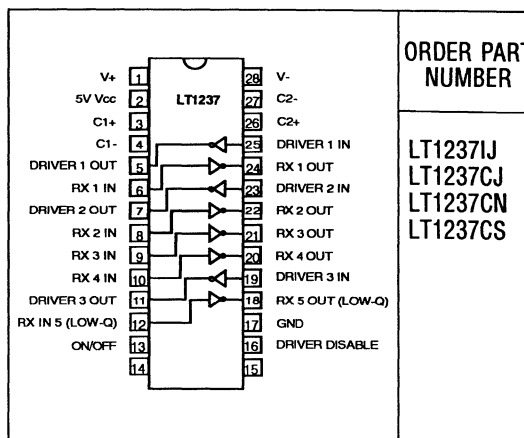 ORDER PART
NUMBER
LT1237IJ
LT1237CJ
LT1237CN
LT1237CS
LT1237
V+ 1 28 V-
5V Vcc 2 27 C2-
C1+ 3 26 C2+
C1- 4 25 DRIVER 1 IN
DRIVER 1 OUT 5 24 RX 1 OUT
RX 1 IN 6 23 DRIVER 2 IN
DRIVER 2 OUT 7 22 RX 2 OUT
RX 2 IN 8 21 RX 3 OUT
RX 3 IN 9 20 RX 4 OUT
RX 4 IN 10 19 DRIVER 3 IN
DRIVER 3 OUT 11 18 RX 5 OUT (LOW-Q)
RX IN 5 (LOW-Q) 12 17 GND
ON/OFF 13 16 DRIVER DISABLE
14 15